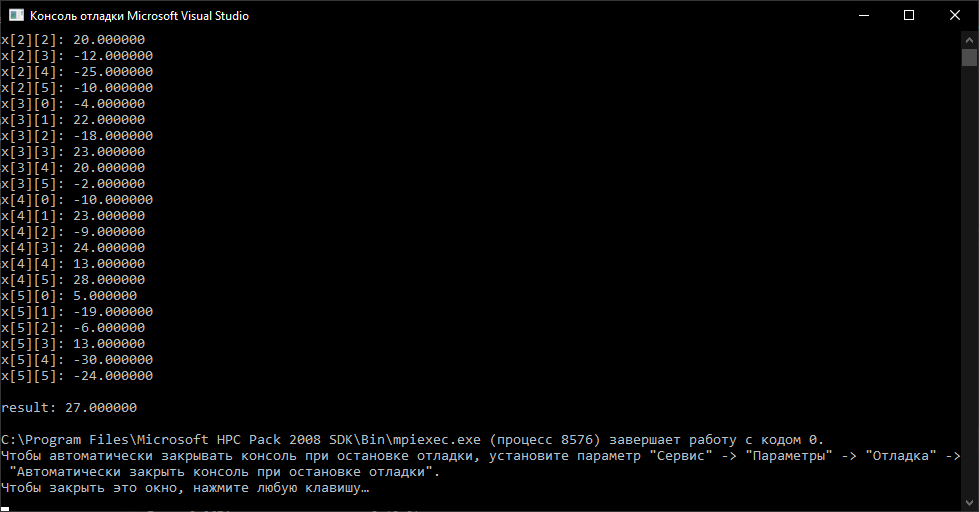 Консоль отладки Microsoft Visual Studio
x[2][2]: 20.000000
x[2][3]: -12.000000
x[2][4]: -25.000000
x[2][5]: -10.000000
x[3][0]: -4.000000
x[3][1]: 22.000000
x[3][2]: -18.000000
x[3][3]: 23.000000
x[3][4]: 20.000000
x[3][5]: -2.000000
x[4][0]: -10.000000
x[4][1]: 23.000000
x[4][2]: -9.000000
x[4][3]: 24.000000
x[4][4]: 13.000000
x[4][5]: 28.000000
x[5][0]: 5.000000
x[5][1]: -19.000000
x[5][2]: -6.000000
x[5][3]: 13.000000
x[5][4]: -30.000000
x[5][5]: -24.000000
result: 27.000000
C:\Program Files\Microsoft HPC Pack 2008 SDK\Bin\mpiexec.exe (процесс 8576) завершает работу с кодом 0.
Чтобы автоматически закрывать консоль при остановке отладки, установите параметр "Сервис" -> "Параметры" -> "Отладка" ->
"Автоматически закрыть консоль при остановке отладки".
Чтобы закрыть это окно, нажмите любую клавишу…